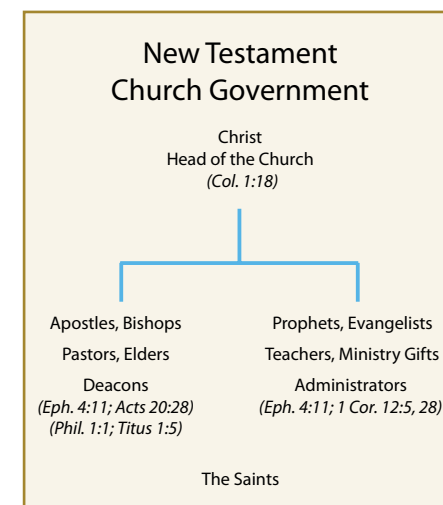 New Testament
Church Government
Christ
Head of the Church
(Col. 1:18)
Apostles, Bishops
Pastors, Elders
Deacons
(Eph. 4:11; Acts 20:28)
(Phil. 1:1; Titus 1:5)
Prophets, Evangelists
Teachers, Ministry Gifts
Administrators
(Eph. 4:11; 1 Cor. 12:5, 28)
The Saints